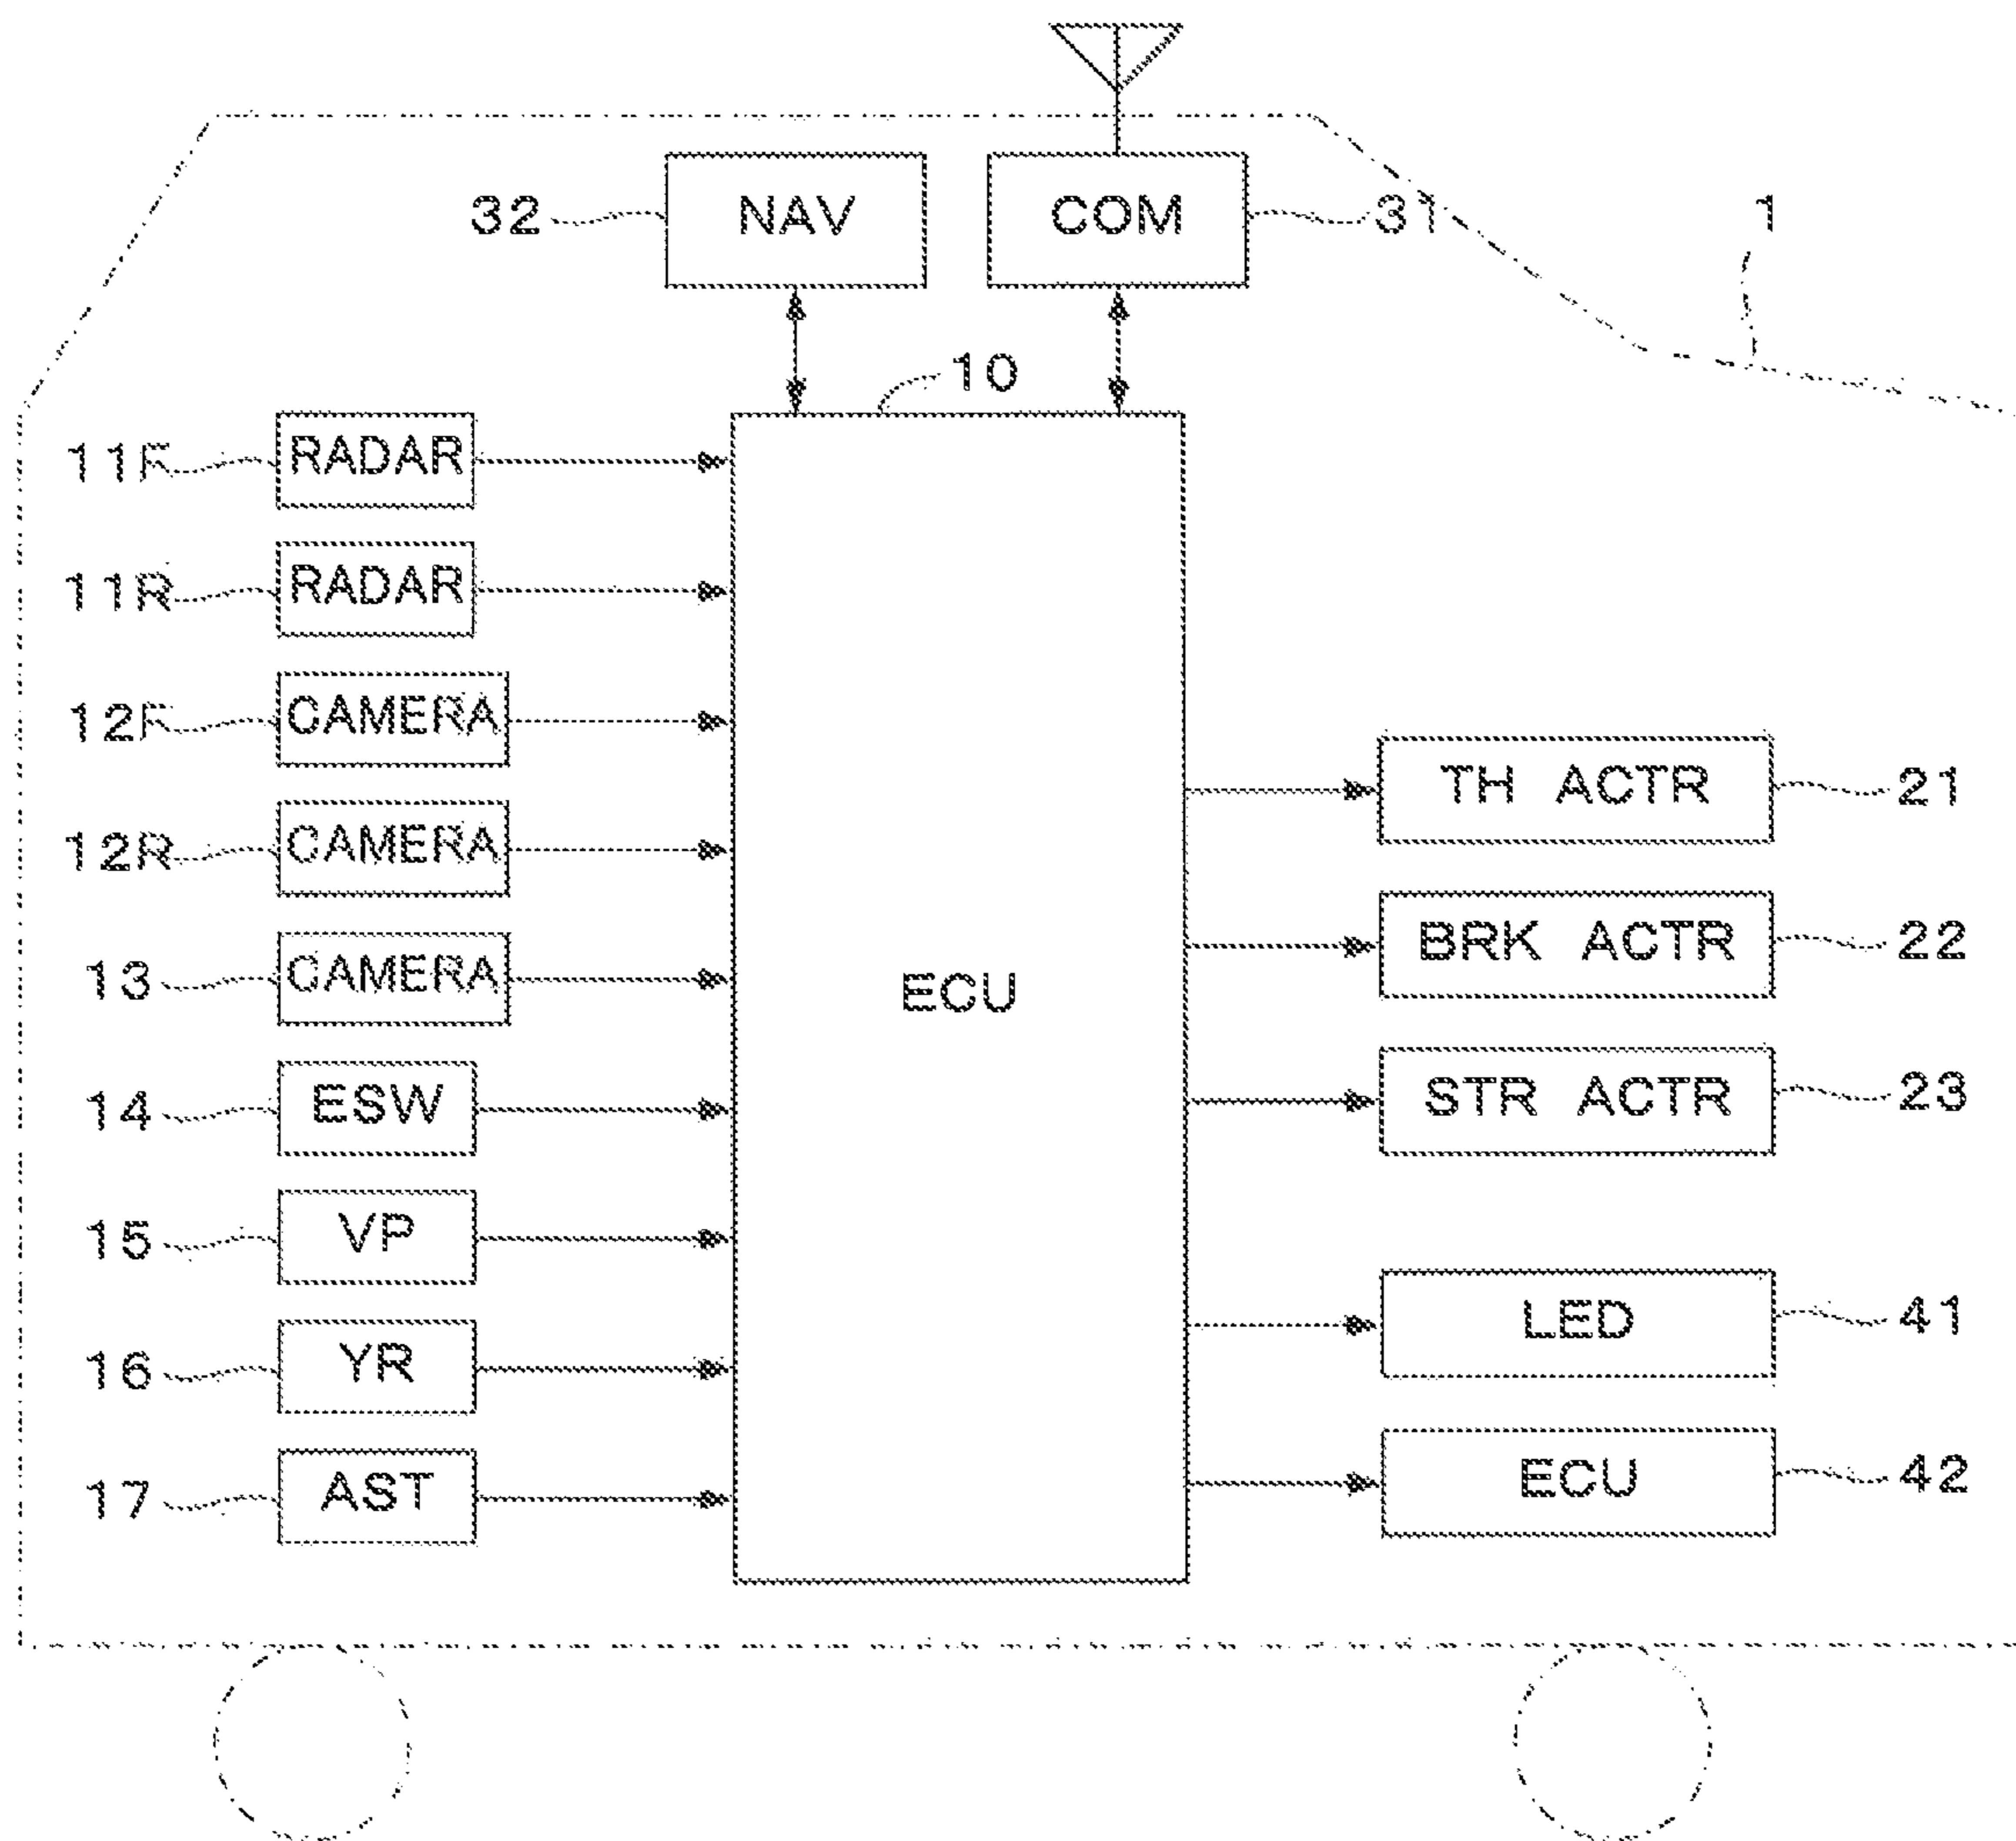 32 NAV COM 31 1
10
11F RADAR
11R RADAR
12F CAMERA
12R CAMERA
13 CAMERA
14 ESW
15 VP
16 YR
17 AST
ECU
TH ACTR 21
BRK ACTR 22
STR ACTR 23
LED 41
ECU 42